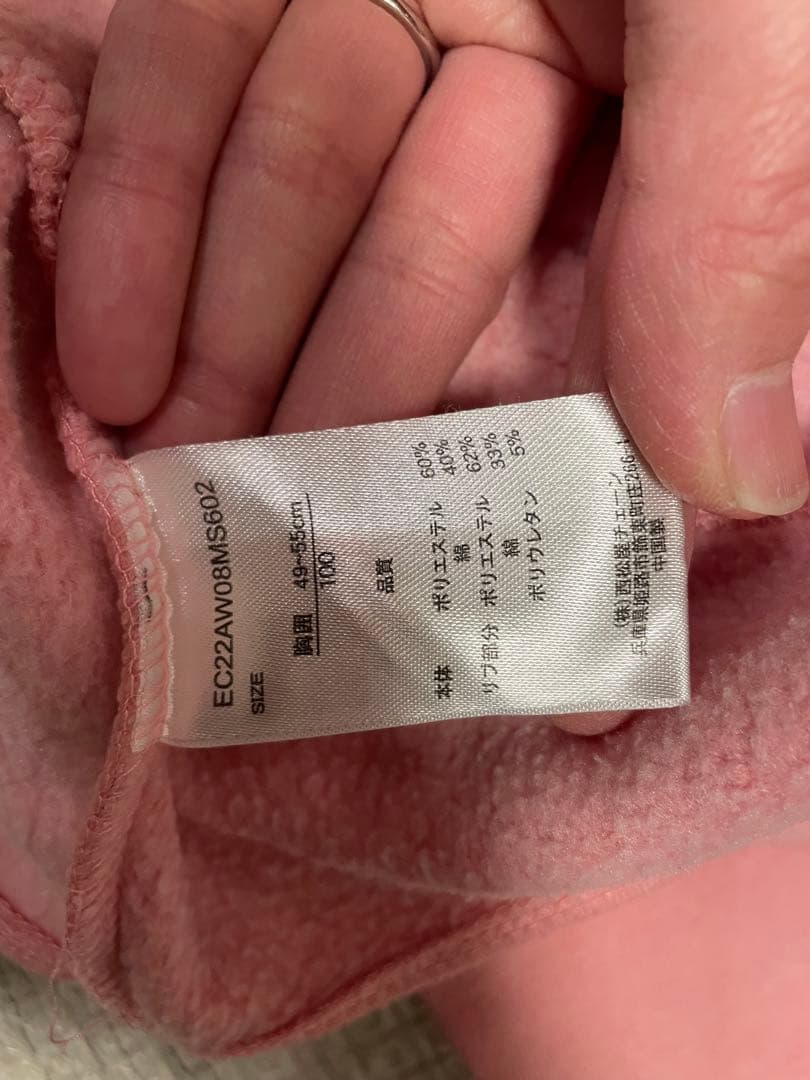 EC22AW08MS602
SIZE
胸囲 49-55cm
100
品質
本体 ポリエステル 60%
綿 40%
リブ部分 ポリエステル 62%
綿 33%
ポリウレタン 5%
(株)西松屋チェーン
兵庫県姫路市飾東町庄266-1
中国製